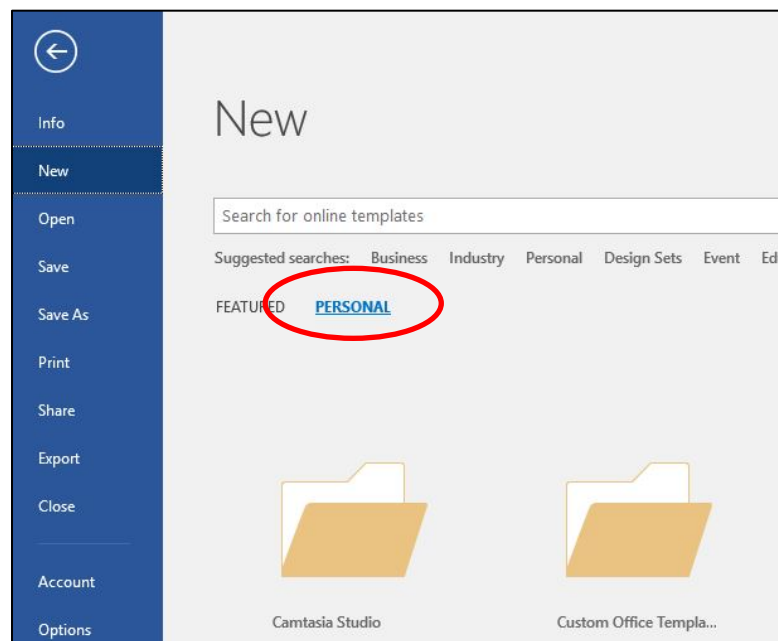 Info
New
Open
Save
Save As
Print
Share
Export
Close
Account
Options
New
Search for online templates
Suggested searches: Business Industry Personal Design Sets Event Ed
FEATURED PERSONAL
Camtasia Studio
Custom Office Templa...